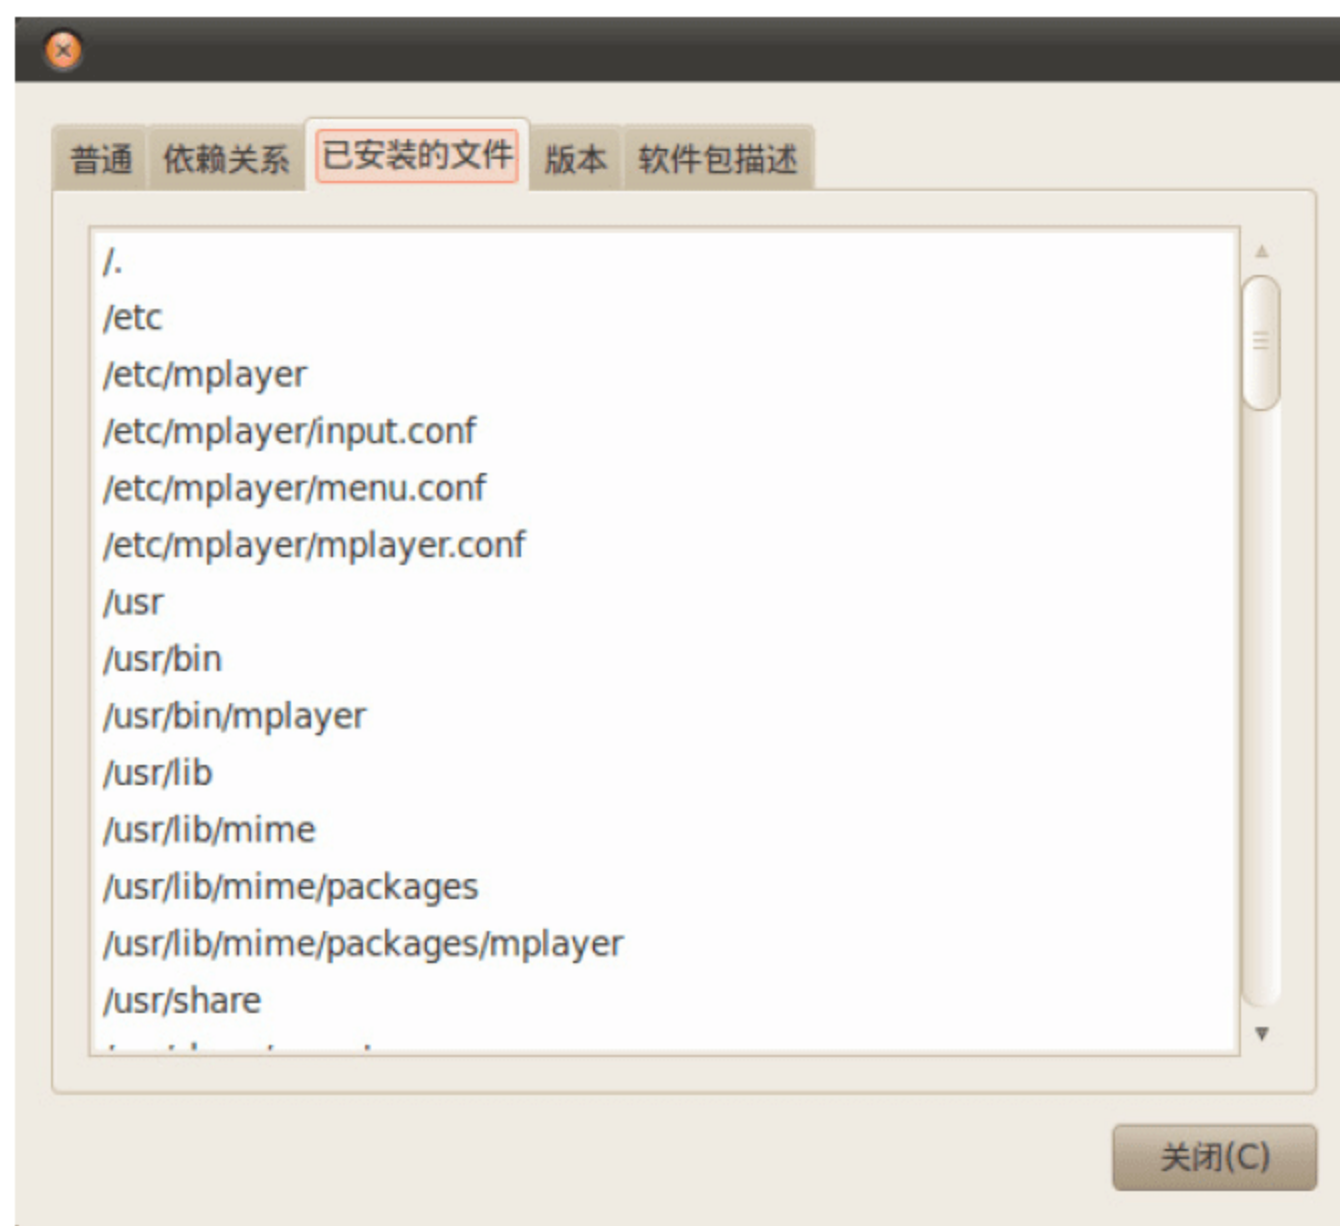 普通 依赖关系 已安装的文件 版本 软件包描述
/.
/etc
/etc/mplayer
/etc/mplayer/input.conf
/etc/mplayer/menu.conf
/etc/mplayer/mplayer.conf
/usr
/usr/bin
/usr/bin/mplayer
/usr/lib
/usr/lib/mime
/usr/lib/mime/packages
/usr/lib/mime/packages/mplayer
/usr/share
关闭(C)